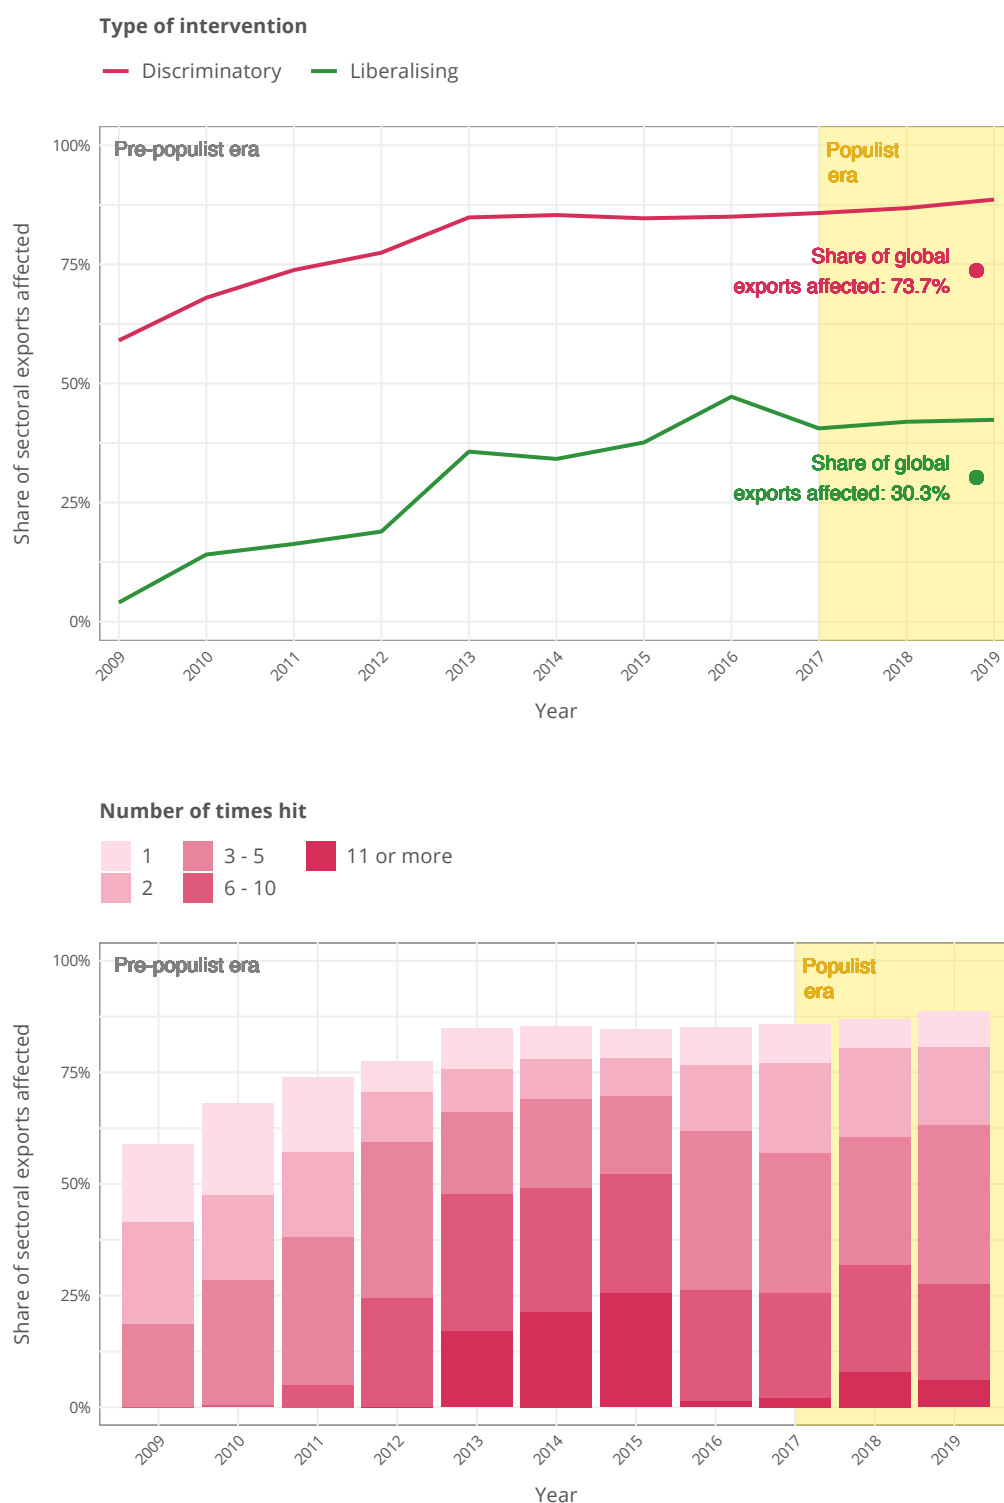 Type of intervention
Discriminatory Liberalising
Share of sectoral exports affected
100%
75%
50%
25%
0%
Pre-populist era
Populist
era
Share of global
exports affected: 73.7%
Share of global
exports affected: 30.3%
2009 2010 2011 2012 2013 2014 2015 2016 2017 2018 2019
Year
Number of times hit
1 3 - 5 11 or more
2 6 - 10
Share of sectoral exports affected
100%
75%
50%
25%
0%
Pre-populist era
Populist
era
2009 2010 2011 2012 2013 2014 2015 2016 2017 2018 2019
Year